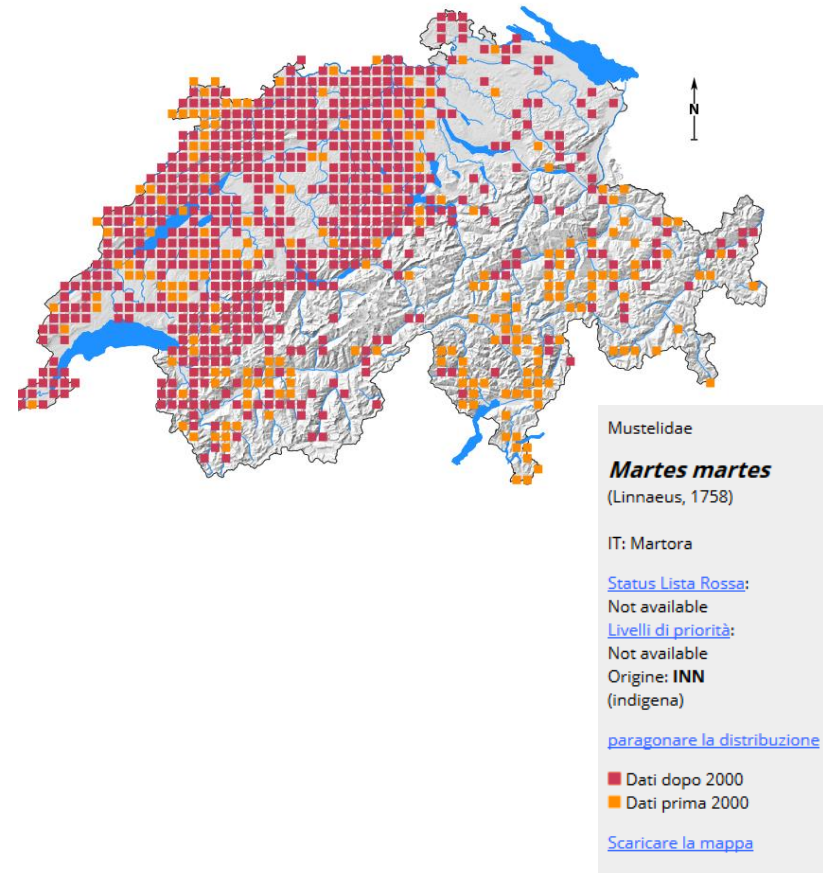 N
Mustelidae
Martes martes
(Linnaeus, 1758)
IT: Martora
Status Lista Rossa:
Not available
Livelli di priorità:
Not available
Origine: INN
(indigena)
paragonare la distribuzione
Dati dopo 2000
Dati prima 2000
Scaricare la mappa